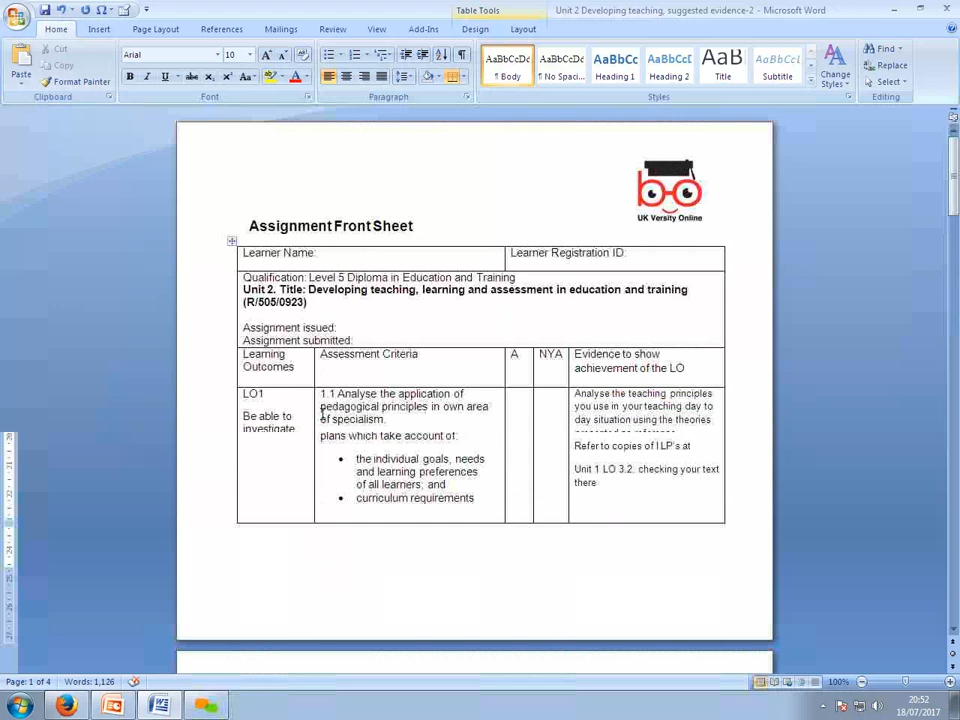 Table Tools
Unit 2 Developing teaching, suggested evidence-2 - Microsoft Word
Home Insert Page Layout References Mailings Review View Add-Ins Design Layout
Cut
Copy
Format Painter
Paste
Clipboard
Arial 10
Font
Paragraph
AaBbCcDc AaBbCcDc AaBbCc AaBbCc AaB AaBbCcL
¶ Body ¶ No Spaci... Heading 1 Heading 2 Title Subtitle
Change Styles
Styles
Find
Replace
Select
Editing
UK Versity Online
Assignment Front Sheet
Learner Name: Learner Registration ID:
Qualification: Level 5 Diploma in Education and Training
Unit 2. Title: Developing teaching, learning and assessment in education and training
(R/505/0923)
Assignment issued:
Assignment submitted:
Learning Outcomes
Assessment Criteria
A
NYA
Evidence to show
achievement of the LO
LO1
Be able to
investigate
1.1 Analyse the application of
pedagogical principles in own area
of specialism.
plans which take account of:
• the individual goals, needs
and learning preferences
of all learners; and
• curriculum requirements
Analyse the teaching principles
you use in your teaching day to
day situation using the theories
Refer to copies of ILP's at
Unit 1 LO 3.2. checking your text
there
Page: 1 of 4 Words: 1,126
100%
20:52
18/07/2017